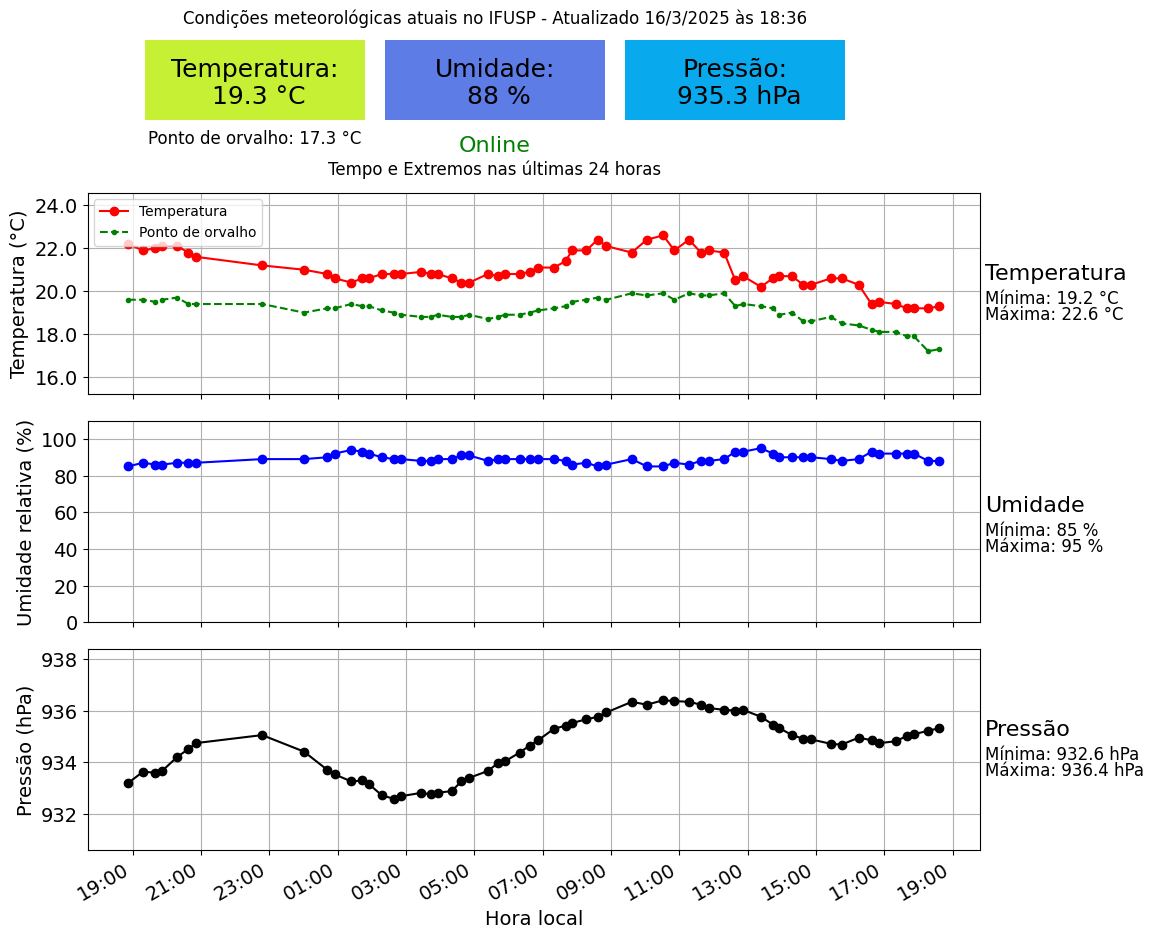 Condições meteorológicas atuais no IFUSP - Atualizado 16/3/2025 às 18:36
Temperatura:
19.3 °C
Umidade:
88 %
Pressão:
935.3 hPa
Ponto de orvalho: 17.3 °C
Online
Tempo e Extremos nas últimas 24 horas
Temperatura (°C)
24.0
22.0
20.0
18.0
16.0
Temperatura
Ponto de orvalho
Temperatura
Mínima: 19.2 °C
Máxima: 22.6 °C
Umidade relativa (%)
100
80
60
40
20
0
Umidade
Mínima: 85 %
Máxima: 95 %
Pressão (hPa)
938
936
934
932
Pressão
Mínima: 932.6 hPa
Máxima: 936.4 hPa
19:00 21:00 23:00 01:00 03:00 05:00 07:00 09:00 11:00 13:00 15:00 17:00 19:00
Hora local